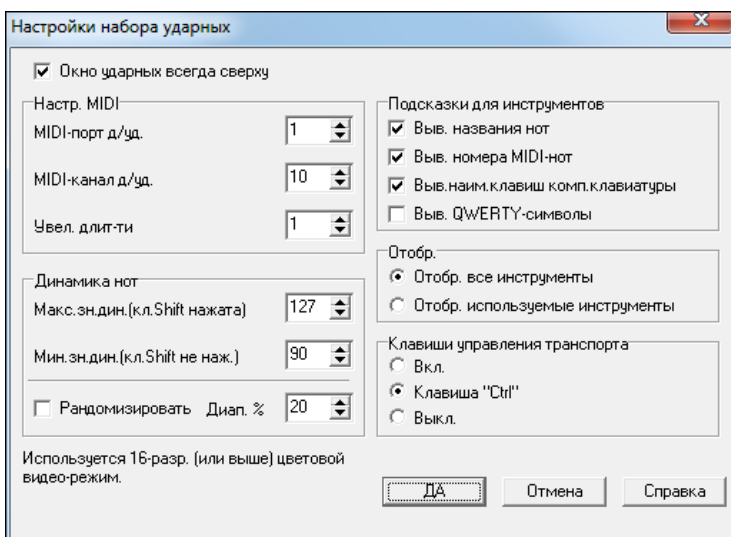 Настройки набора ударных
Окно ударных всегда сверху
Настр. MIDI
MIDI-порт д/уд.
1
MIDI-канал д/уд.
10
Увел. длит-ти
1
Динамика нот
Макс.зн.дин.(кл.Shift нажата)
127
Мин.зн.дин.(кл.Shift не наж.)
90
Рандомизировать Диап. % 20
Используется 16-разр. (или выше) цветовой
видео-режим.
Подсказки для инструментов
Выв. названия нот
Выв. номера MIDI-нот
Выв.наим.клавиш комп.клавиатуры
Выв. QWERTY-символы
Отобр.
Отобр. все инструменты
Отобр. используемые инструменты
Клавиши управления транспорта
Вкл.
Клавиша "Ctrl"
Выкл.
ДА Отмена Справка